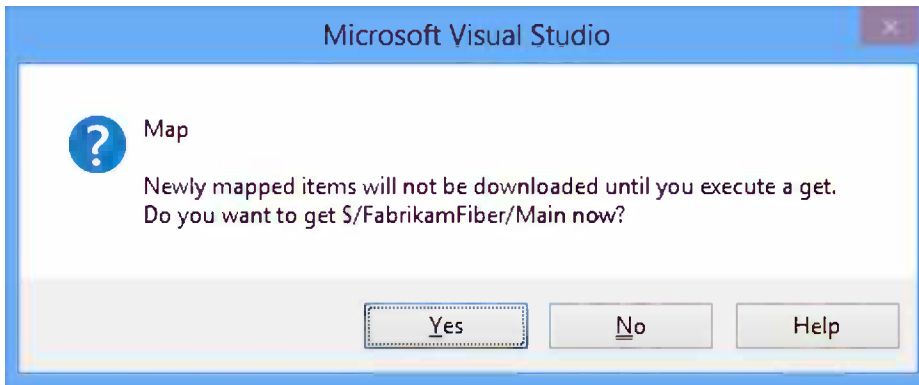 Microsoft Visual Studio
Map
Newly mapped items will not be downloaded until you execute a get.
Do you want to get $/FabrikamFiber/Main now?
Yes
No
Help